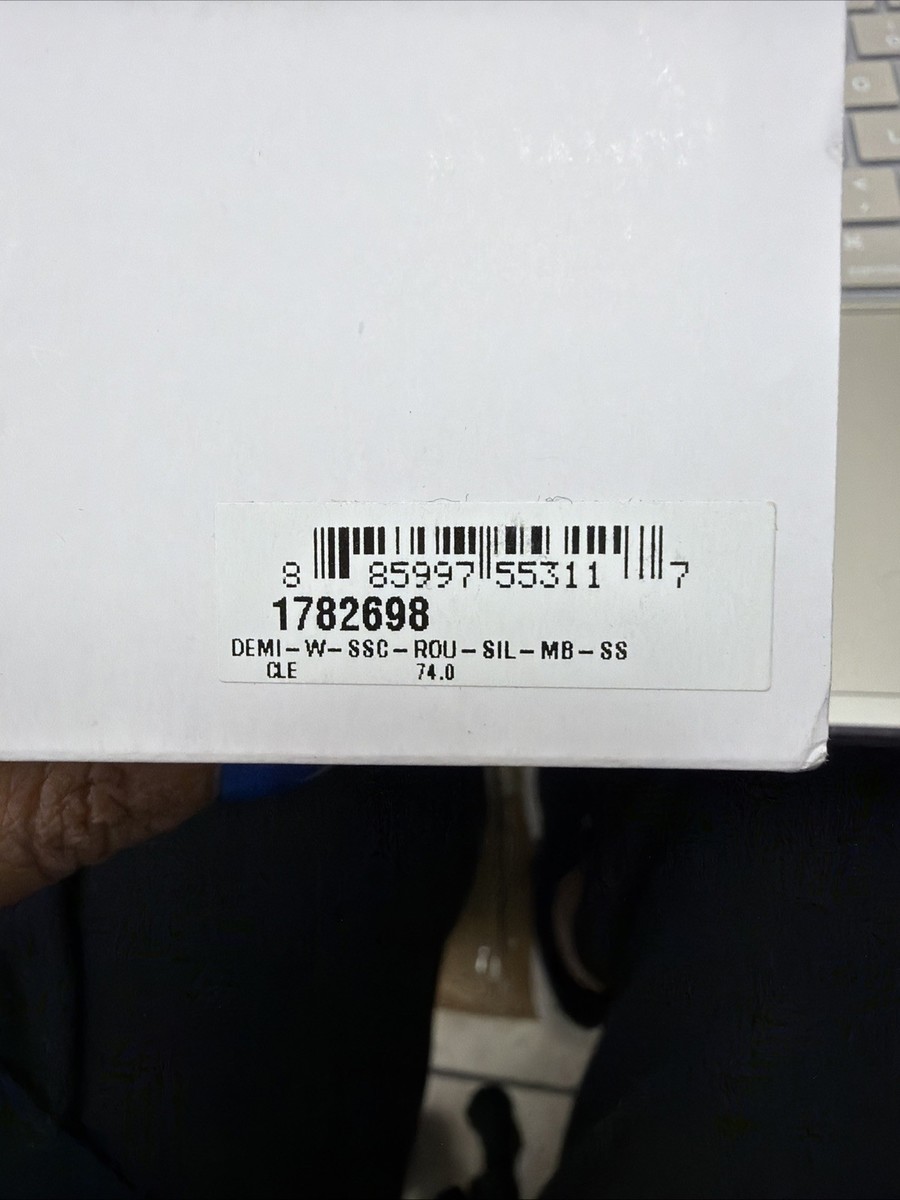 8 85997 55311 7
1782698
DEMI-W-SSC-ROU-SIL-MB-SS
CLE 74.0